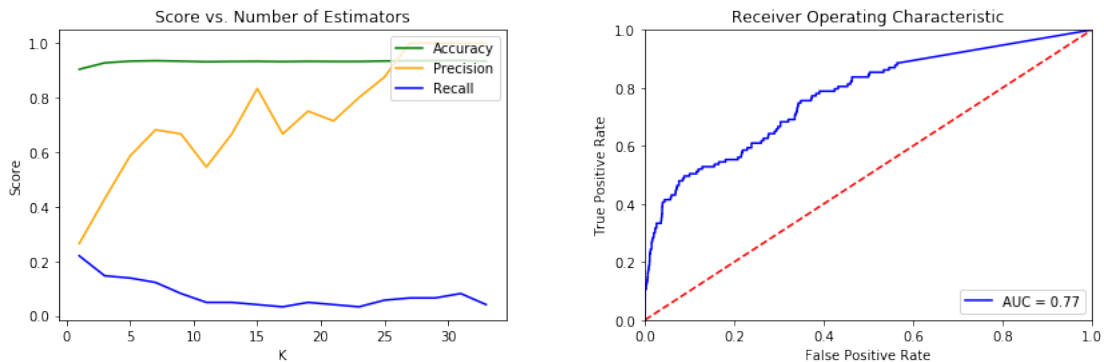 Score vs. Number of Estimators
1.0
0.8
0.6
0.4
0.2
0.0
Score
Accuracy
Precision
Recall
0
5
10
15
20
25
30
K
Receiver Operating Characteristic
1.0
0.8
0.6
0.4
0.2
0.0
True Positive Rate
AUC = 0.77
0.0
0.2
0.4
0.6
0.8
1.0
False Positive Rate